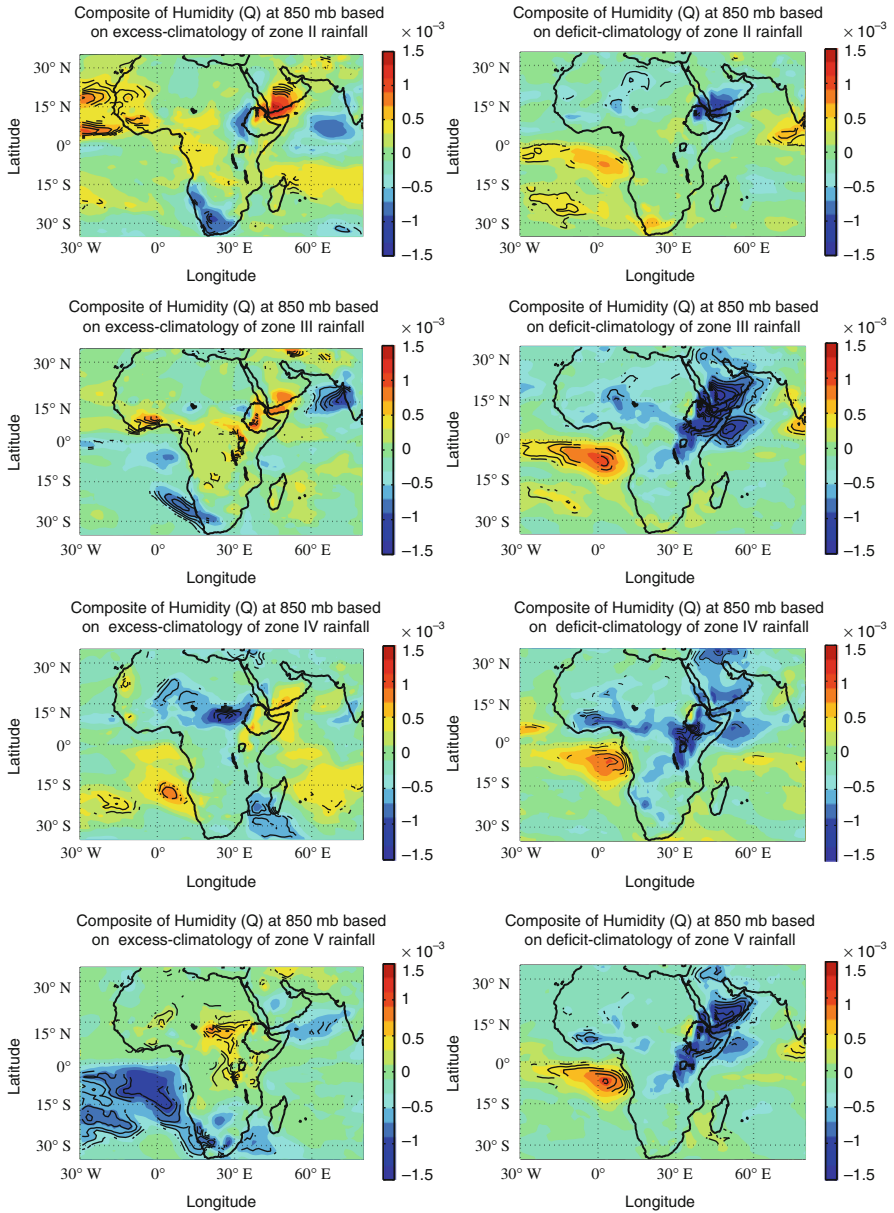 Composite of Humidity (Q) at 850 mb based
on excess-climatology of zone II rainfall
× 10⁻³
1.5
1
0.5
0
−0.5
−1
−1.5
30° N
15° N
0°
15° S
30° S
Latitude
30° W
0°
30° E
60° E
Longitude
Composite of Humidity (Q) at 850 mb based
on deficit-climatology of zone II rainfall
× 10⁻³
1.5
1
0.5
0
−0.5
−1
−1.5
30° N
15° N
0°
15° S
30° S
Latitude
30° W
0°
30° E
60° E
Longitude
Composite of Humidity (Q) at 850 mb based
on excess-climatology of zone III rainfall
× 10⁻³
1.5
1
0.5
0
−0.5
−1
−1.5
30° N
15° N
0°
15° S
30° S
Latitude
30° W
0°
30° E
60° E
Longitude
Composite of Humidity (Q) at 850 mb based
on deficit-climatology of zone III rainfall
× 10⁻³
1.5
1
0.5
0
−0.5
−1
−1.5
30° N
15° N
0°
15° S
30° S
Latitude
30° W
0°
30° E
60° E
Longitude
Composite of Humidity (Q) at 850 mb based
on excess-climatology of zone IV rainfall
× 10⁻³
1.5
1
0.5
0
−0.5
−1
−1.5
30° N
15° N
0°
15° S
30° S
Latitude
30° W
0°
30° E
60° E
Longitude
Composite of Humidity (Q) at 850 mb based
on deficit-climatology of zone IV rainfall
× 10⁻³
1.5
1
0.5
0
−0.5
−1
−1.5
30° N
15° N
0°
15° S
30° S
Latitude
30° W
0°
30° E
60° E
Longitude
Composite of Humidity (Q) at 850 mb based
on excess-climatology of zone V rainfall
× 10⁻³
1.5
1
0.5
0
−0.5
−1
−1.5
30° N
15° N
0°
15° S
30° S
Latitude
30° W
0°
30° E
60° E
Longitude
Composite of Humidity (Q) at 850 mb based
on deficit-climatology of zone V rainfall
× 10⁻³
1.5
1
0.5
0
−0.5
−1
−1.5
30° N
15° N
0°
15° S
30° S
Latitude
30° W
0°
30° E
60° E
Longitude